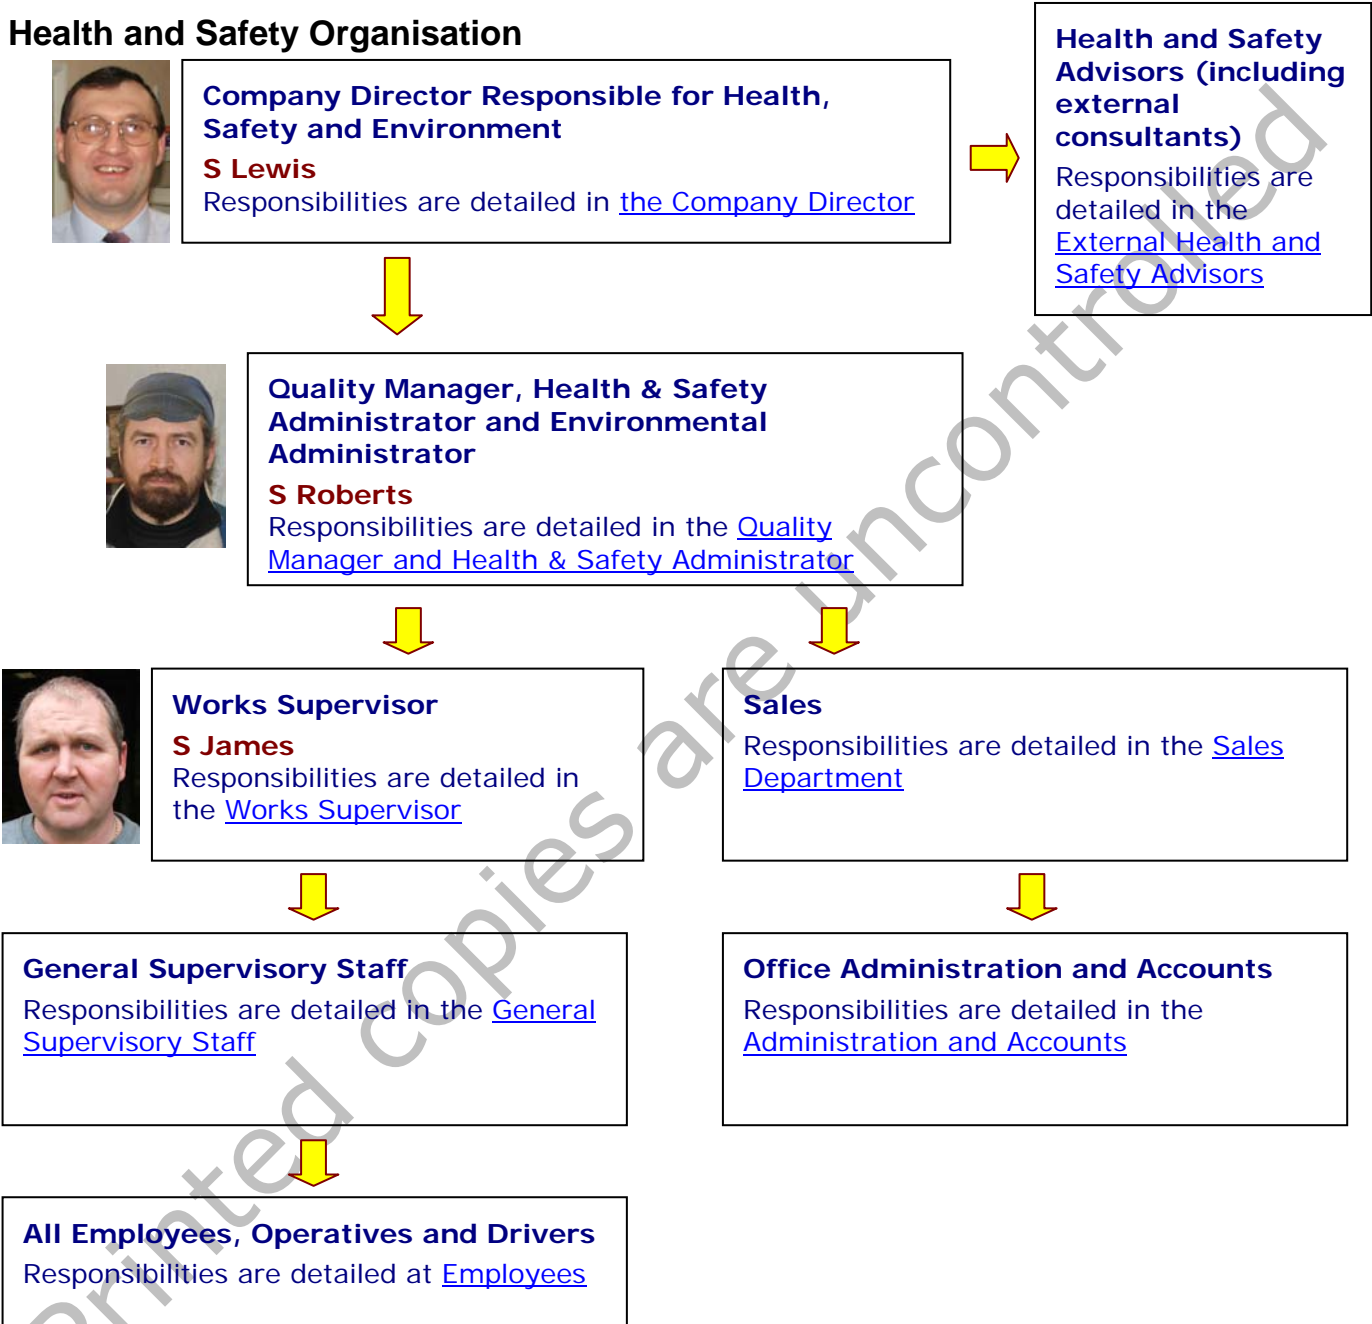 Health and Safety Organisation
Company Director Responsible for Health,
Safety and Environment
S Lewis
Responsibilities are detailed in the Company Director
Health and Safety
Advisors (including
external
consultants)
Responsibilities are
detailed in the
External Health and
Safety Advisors
Quality Manager, Health & Safety
Administrator and Environmental
Administrator
S Roberts
Responsibilities are detailed in the Quality
Manager and Health & Safety Administrator
Works Supervisor
S James
Responsibilities are detailed in
the Works Supervisor
Sales
Responsibilities are detailed in the Sales
Department
General Supervisory Staff
Responsibilities are detailed in the General
Supervisory Staff
Office Administration and Accounts
Responsibilities are detailed in the
Administration and Accounts
All Employees, Operatives and Drivers
Responsibilities are detailed at Employees
Printed copies are uncontrolled